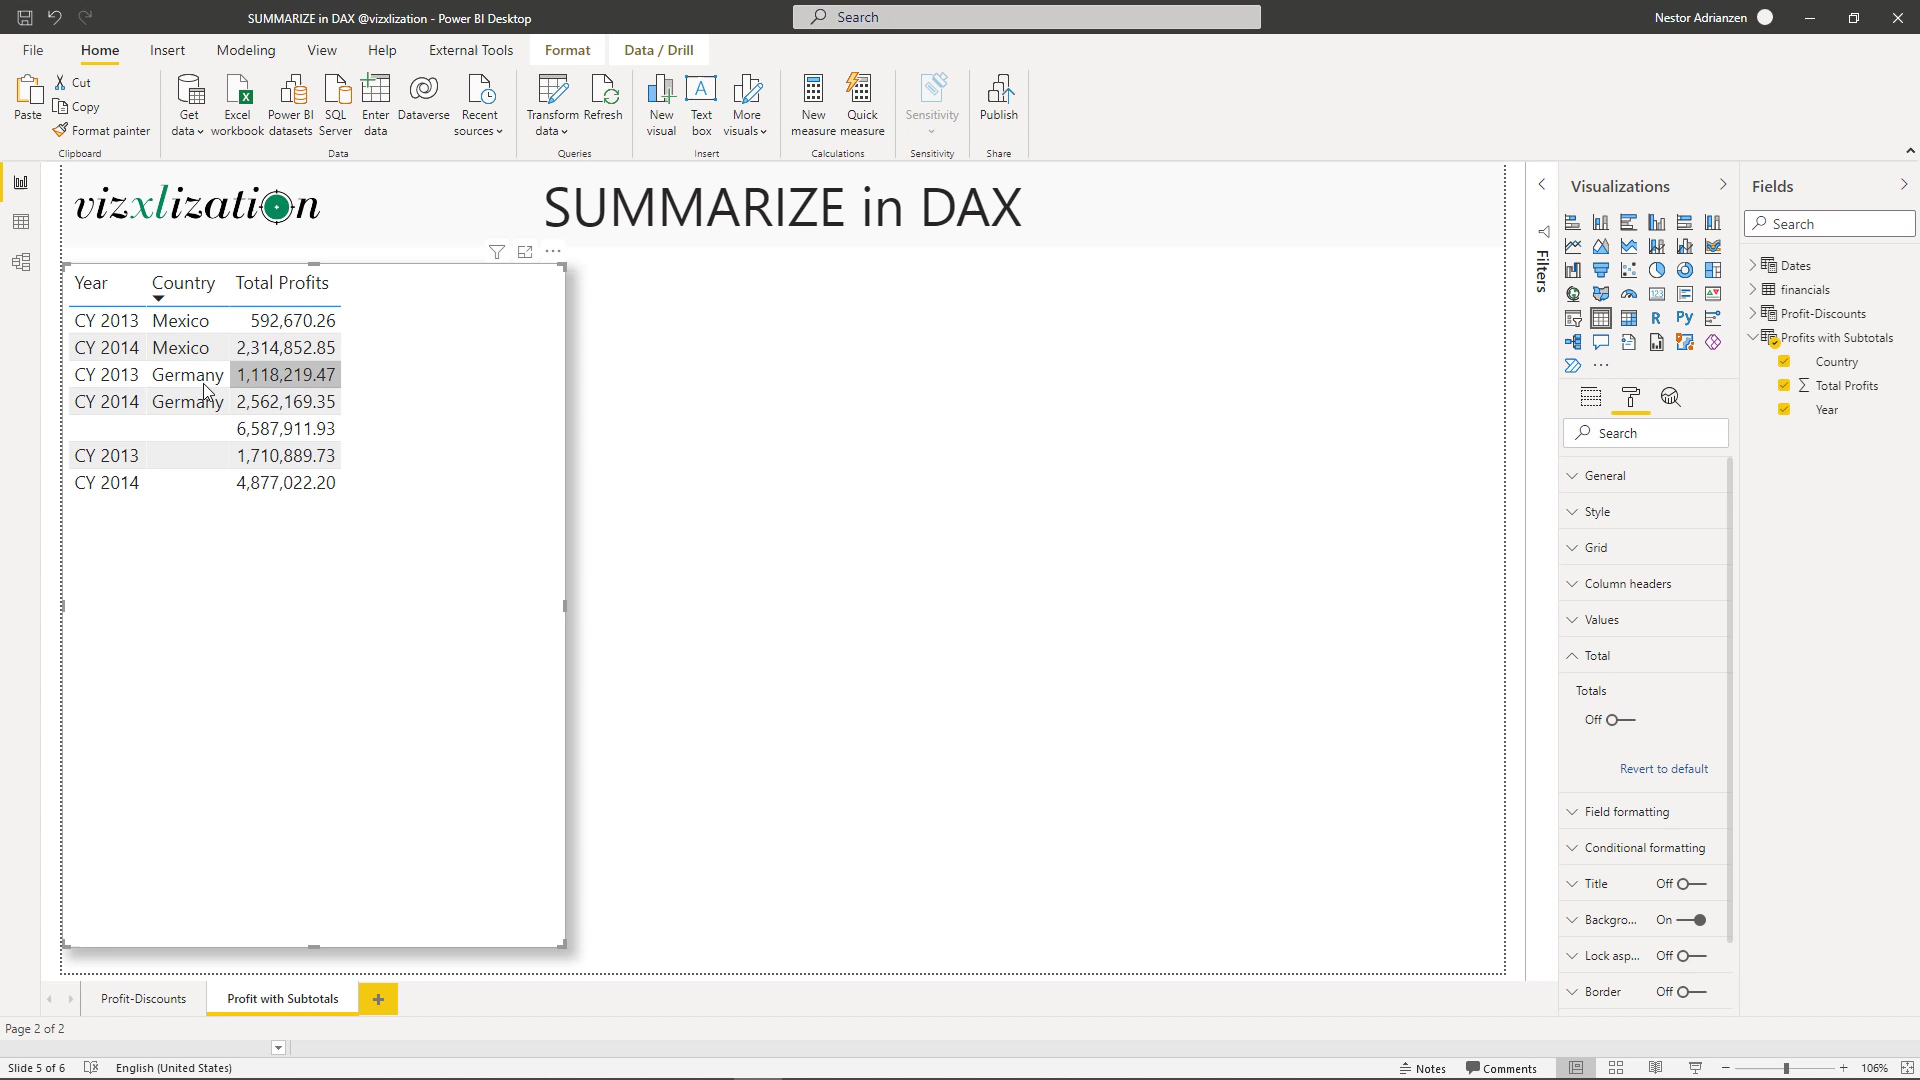 SUMMARIZE in DAX @vizxlization - Power BI Desktop
Search
Nestor Adrianzen
File Home Insert Modeling View Help External Tools Format Data / Drill
Paste
Cut
Copy
Format painter
Clipboard
Get data
Excel workbook
Power BI datasets
SQL Server
Enter data
Dataverse
Recent sources
Data
Transform data
Refresh
Queries
New visual
Text box
More visuals
Insert
New measure
Quick measure
Calculations
Sensitivity
Sensitivity
Publish
Share
vizxlization
SUMMARIZE in DAX
Year Country Total Profits
CY 2013 Mexico 592,670.26
CY 2014 Mexico 2,314,852.85
CY 2013 Germany 1,118,219.47
CY 2014 Germany 2,562,169.35
6,587,911.93
CY 2013 1,710,889.73
CY 2014 4,877,022.20
Filters
Visualizations
R Py
Search
General
Style
Grid
Column headers
Values
Total
Totals
Off
Revert to default
Field formatting
Conditional formatting
Title Off
Backgro... On
Lock asp... Off
Border Off
Fields
Search
Dates
financials
Profit-Discounts
Profits with Subtotals
Country
Total Profits
Year
Profit-Discounts
Profit with Subtotals
Page 2 of 2
Slide 5 of 6
English (United States)
Notes
Comments
106%